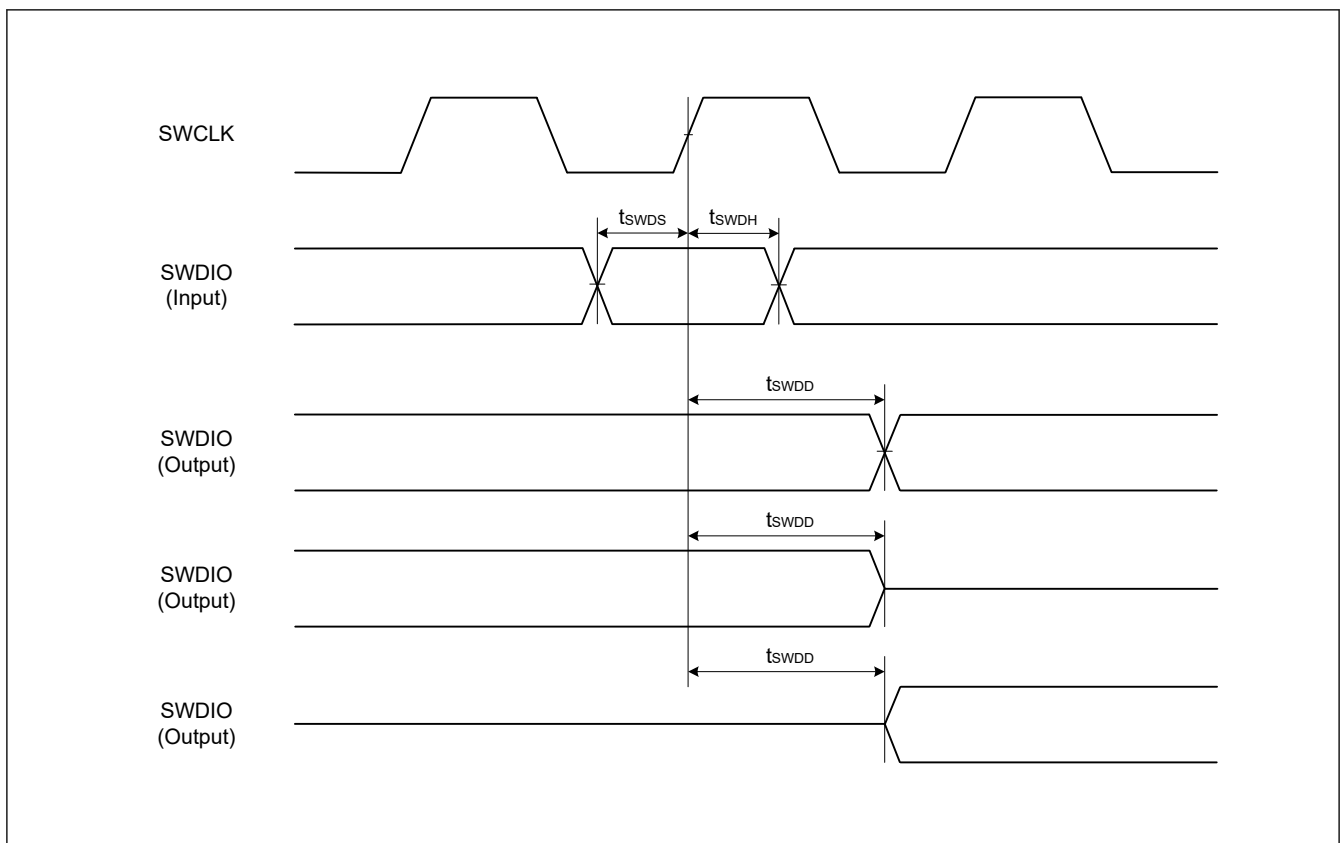 SWCLK
tSWDS
tSWDH
SWDIO
(Input)
tSWDD
SWDIO
(Output)
tSWDD
SWDIO
(Output)
tSWDD
SWDIO
(Output)